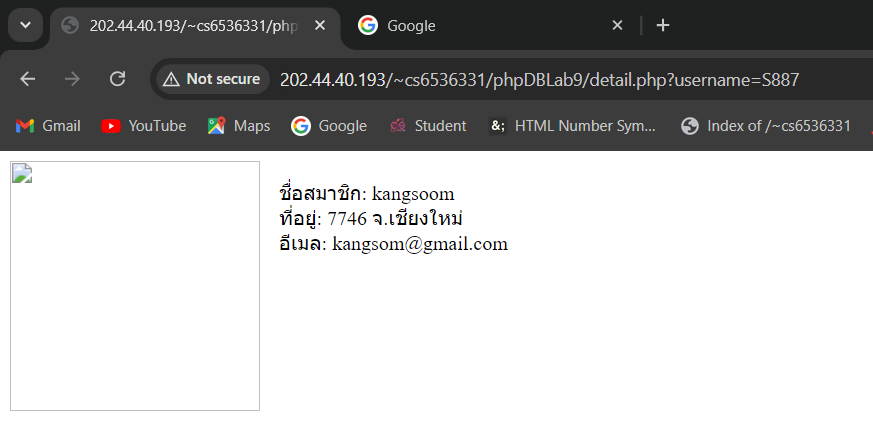 202.44.40.193/~cs6536331/php
Google
Not secure
202.44.40.193/~cs6536331/phpDBLab9/detail.php?username=S887
Gmail
YouTube
Maps
Google
Student
&;
HTML Number Sym...
Index of /~cs6536331
ชื่อสมาชิก: kangsoom
ที่อยู่: 7746 จ.เชียงใหม่
อีเมล: kangsom@gmail.com